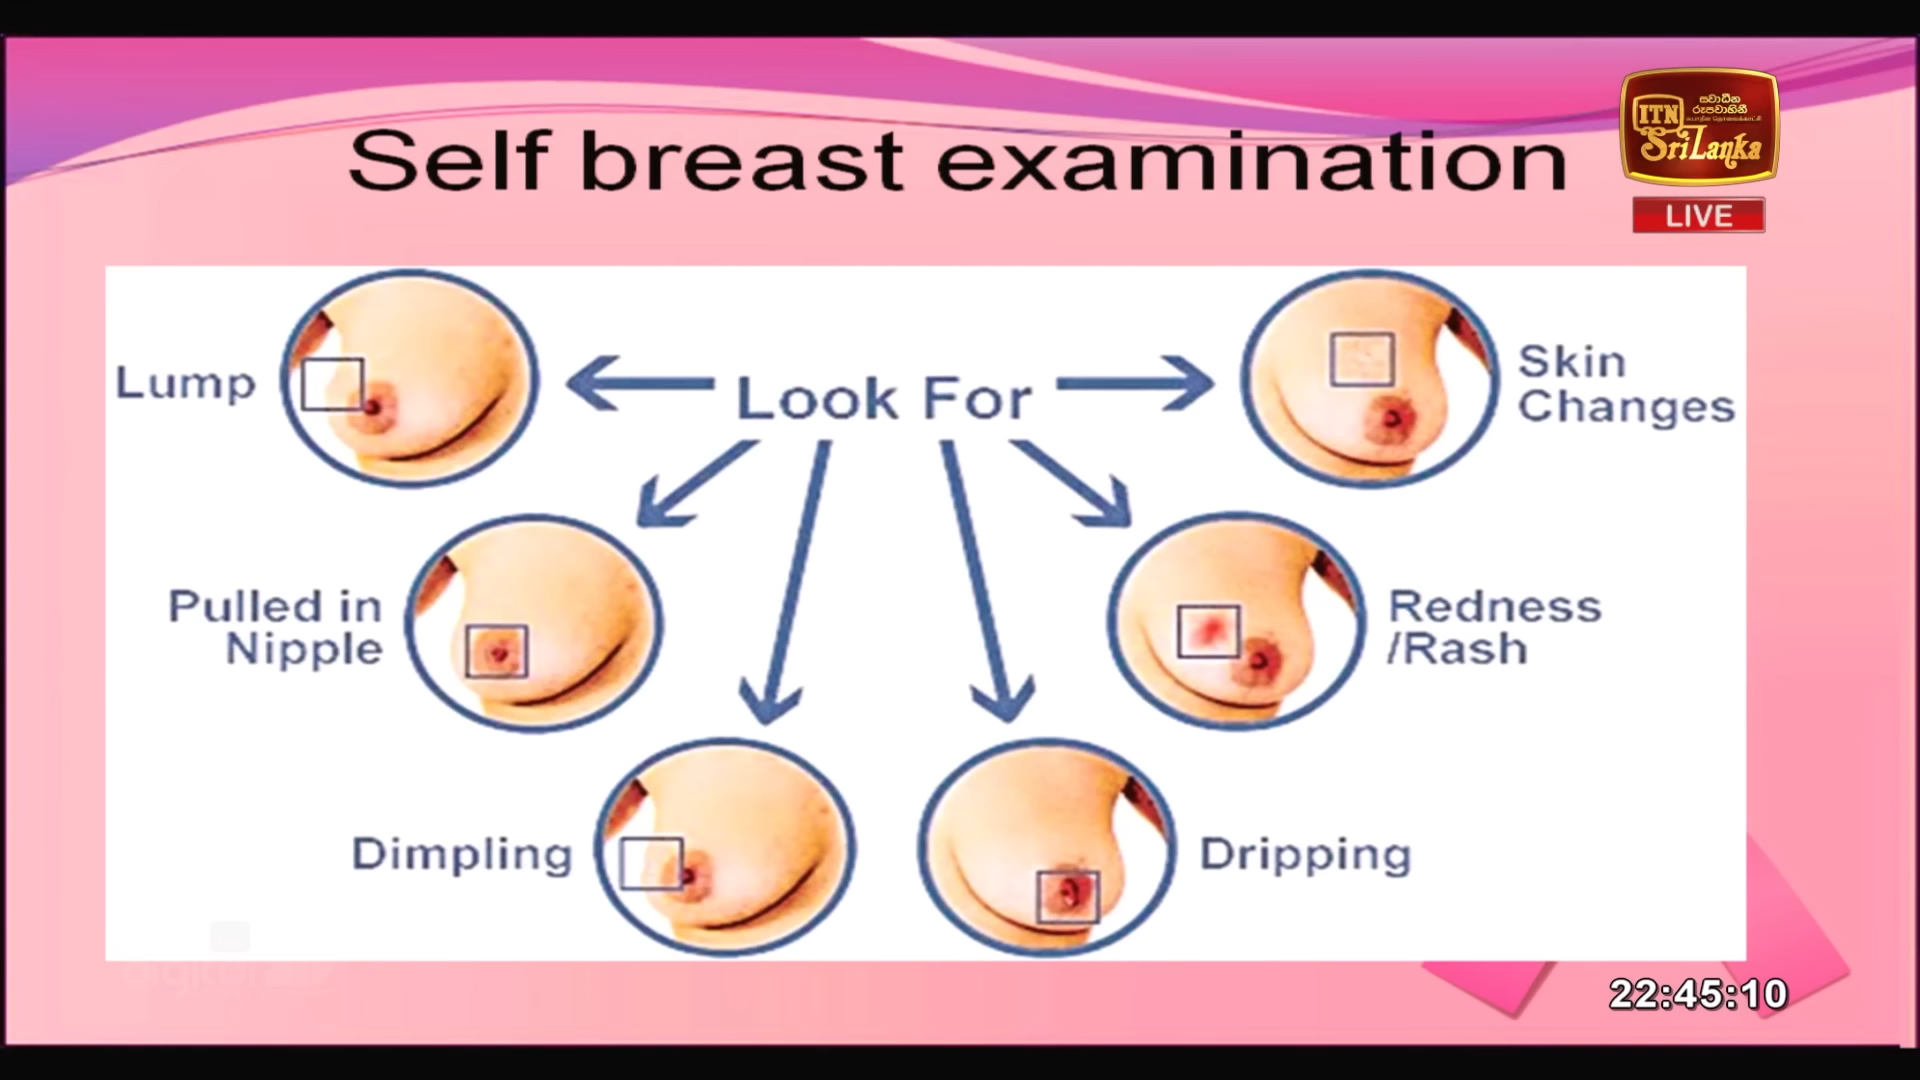 Self breast examination
ITN
ස්වාධීන
රූපවාහිනී
Sri Lanka
LIVE
Lump
Look For
Skin
Changes
Pulled in
Nipple
Redness
/Rash
Dimpling
Dripping
22:45:10